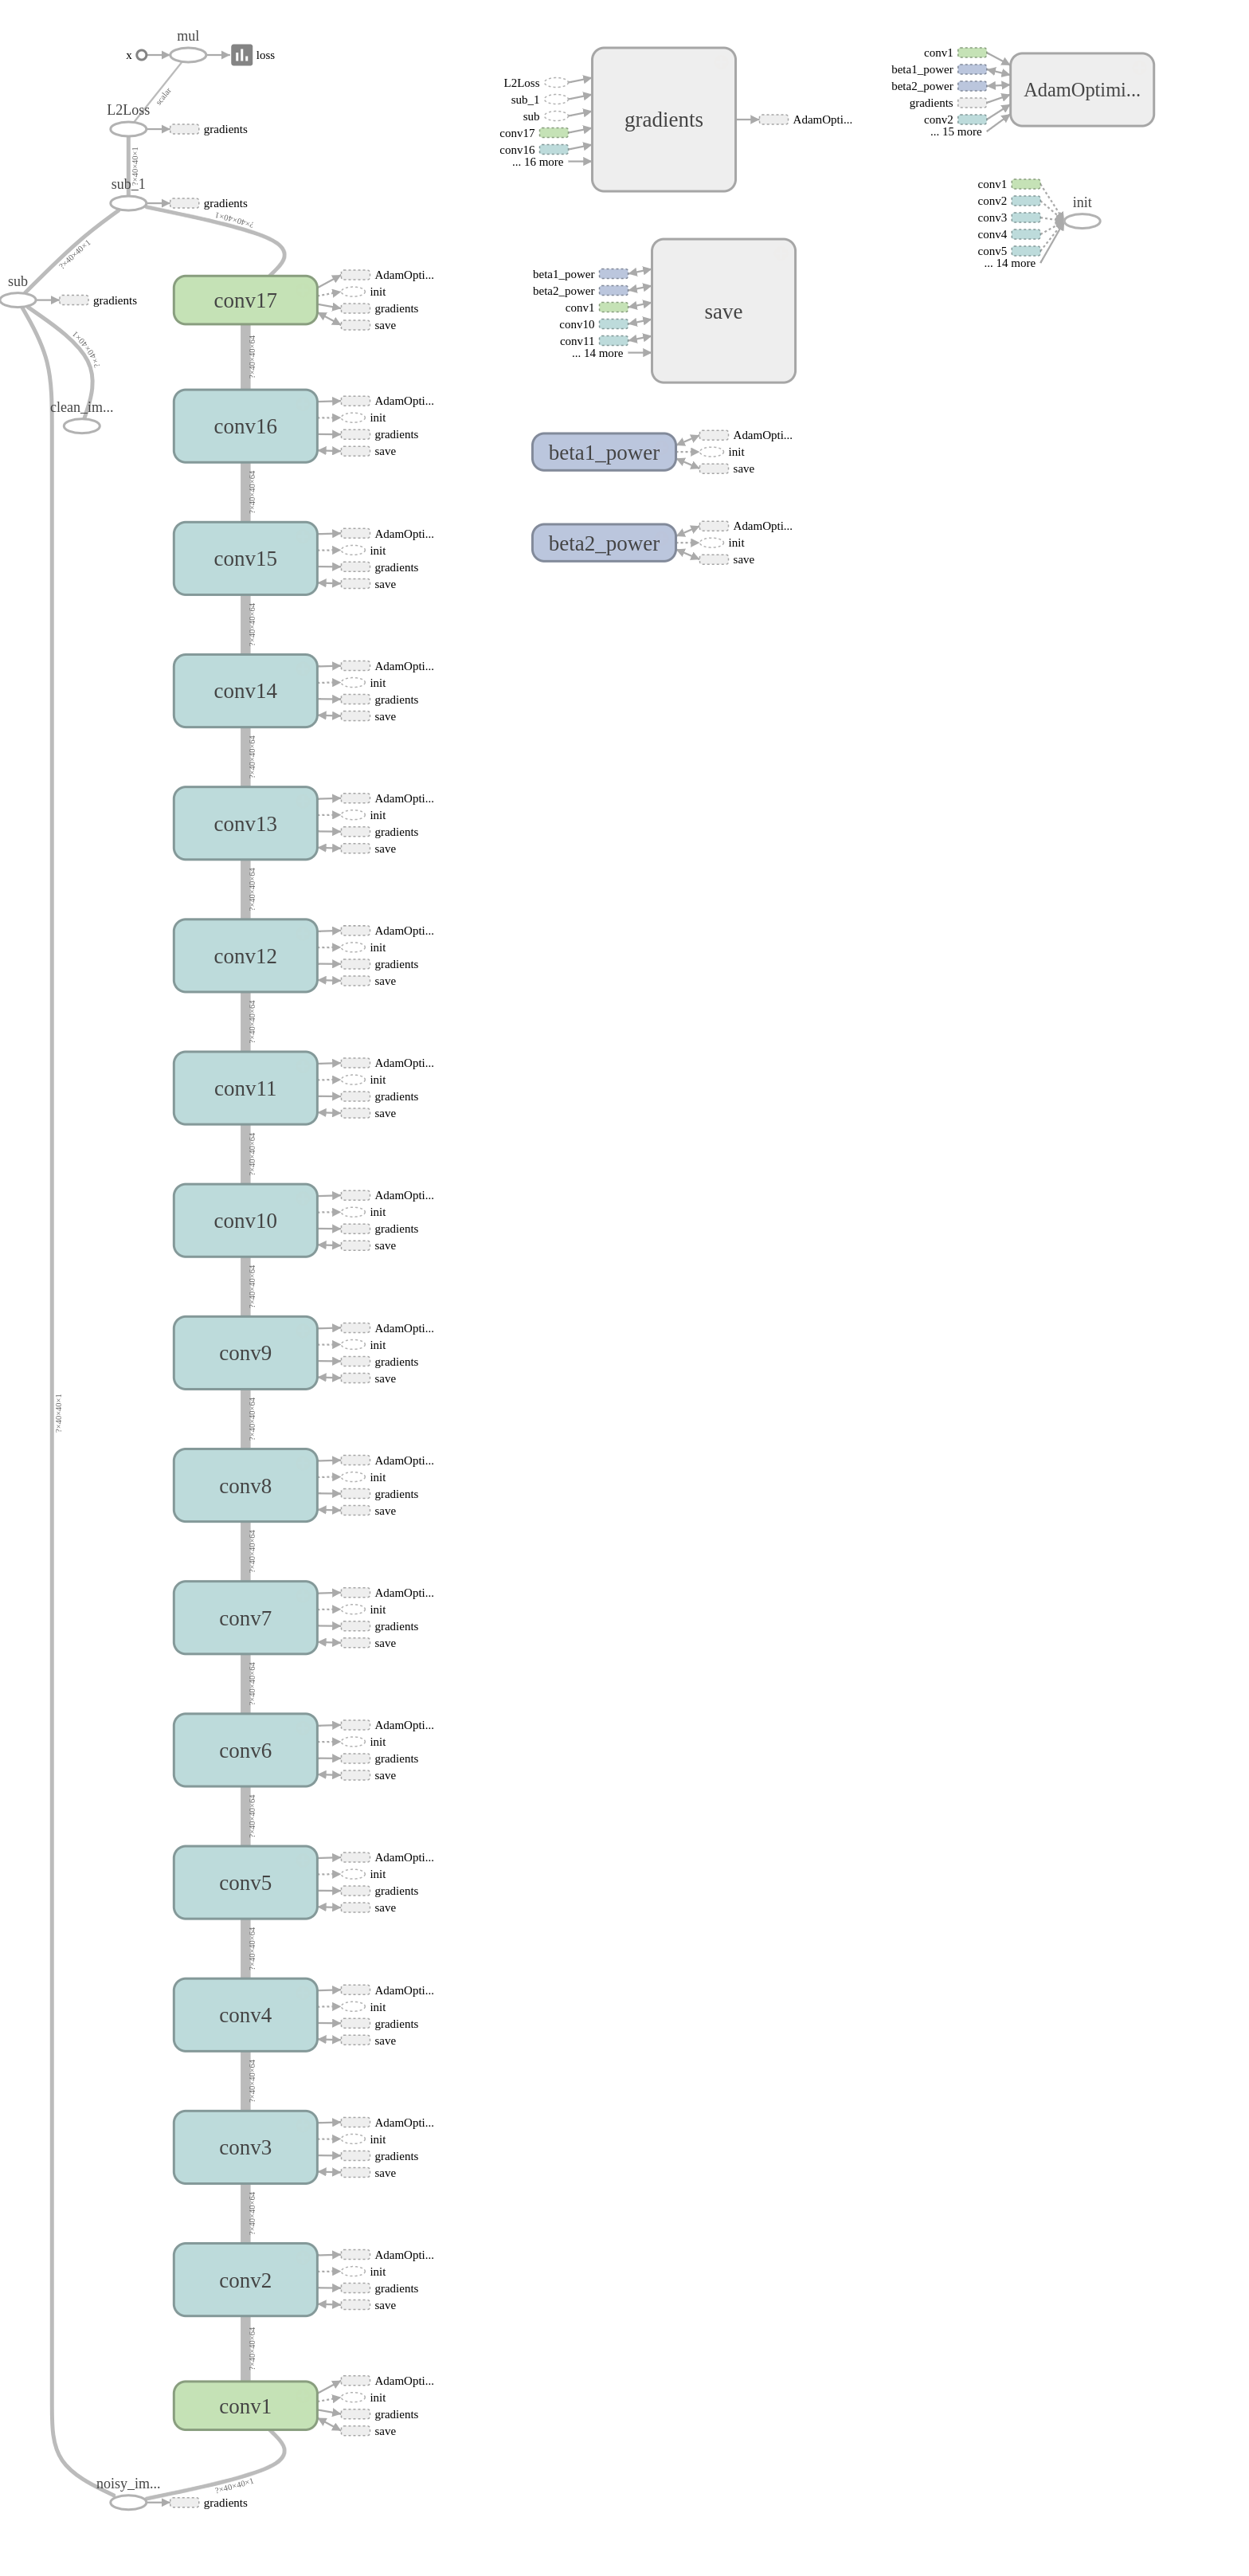 mul
x
loss
scalar
L2Loss
gradients
?×40×40×1
sub_1
gradients
?×40×40×1
?×40×40×1
sub
gradients
?×40×40×1
clean_im...
conv17
AdamOpti...
init
gradients
save
?×40×40×64
conv16
AdamOpti...
init
gradients
save
?×40×40×64
conv15
AdamOpti...
init
gradients
save
?×40×40×64
conv14
AdamOpti...
init
gradients
save
?×40×40×64
conv13
AdamOpti...
init
gradients
save
?×40×40×64
conv12
AdamOpti...
init
gradients
save
?×40×40×64
conv11
AdamOpti...
init
gradients
save
?×40×40×64
conv10
AdamOpti...
init
gradients
save
?×40×40×64
conv9
AdamOpti...
init
gradients
save
?×40×40×64
?×40×40×1
conv8
AdamOpti...
init
gradients
save
?×40×40×64
conv7
AdamOpti...
init
gradients
save
?×40×40×64
conv6
AdamOpti...
init
gradients
save
?×40×40×64
conv5
AdamOpti...
init
gradients
save
?×40×40×64
conv4
AdamOpti...
init
gradients
save
?×40×40×64
conv3
AdamOpti...
init
gradients
save
?×40×40×64
conv2
AdamOpti...
init
gradients
save
?×40×40×64
conv1
AdamOpti...
init
gradients
save
?×40×40×1
noisy_im...
gradients
L2Loss
sub_1
sub
conv17
conv16
... 16 more
gradients
AdamOpti...
beta1_power
beta2_power
conv1
conv10
conv11
... 14 more
save
beta1_power
AdamOpti...
init
save
beta2_power
AdamOpti...
init
save
conv1
beta1_power
beta2_power
gradients
conv2
... 15 more
AdamOptimi...
conv1
conv2
conv3
conv4
conv5
... 14 more
init